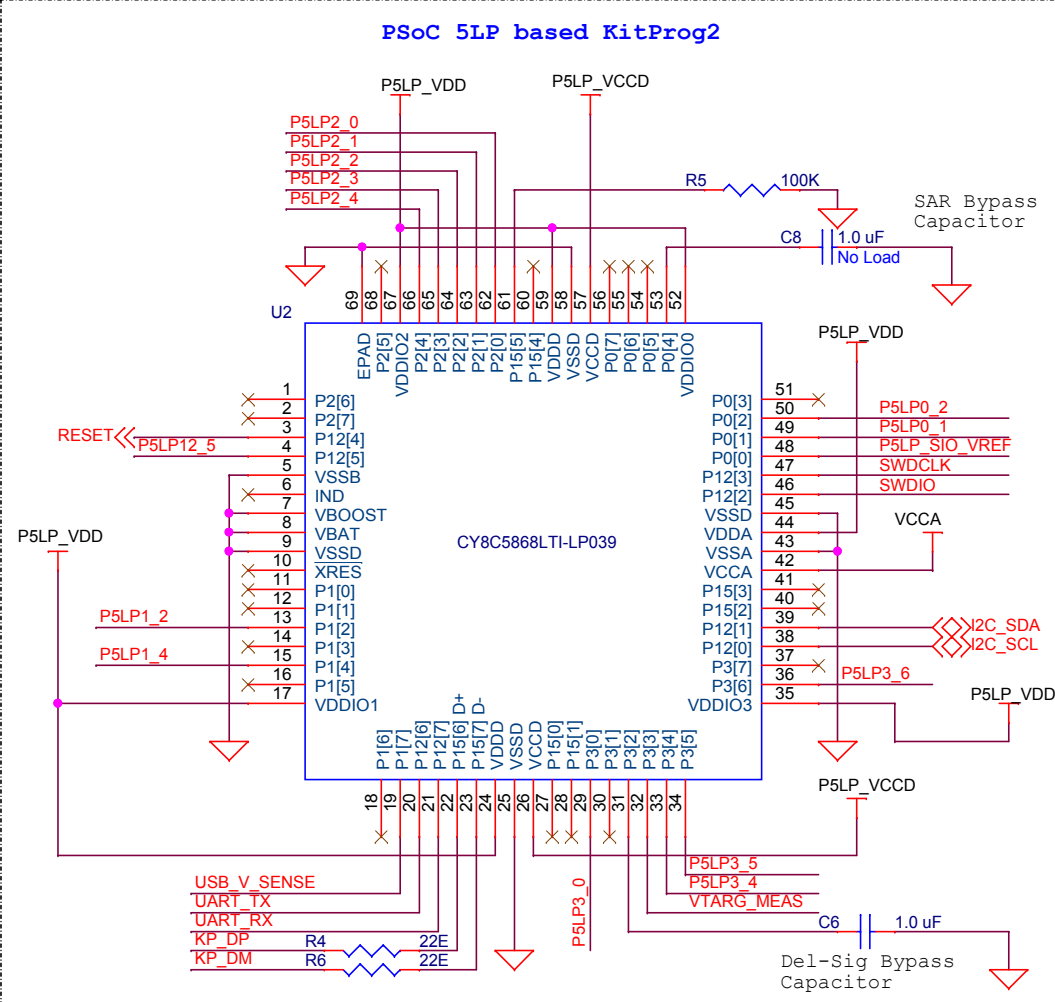 PSoC 5LP based KitProg2
P5LP_VDD
P5LP_VCCD
P5LP2_0
P5LP2_1
P5LP2_2
P5LP2_3
P5LP2_4
R5
100K
SAR Bypass
Capacitor
C8
1.0 uF
No Load
U2
69
68
67
66
65
64
63
62
61
60
59
58
57
56
55
54
53
52
EPAD
P2[5]
VDDIO2
P2[4]
P2[3]
P2[2]
P2[1]
P2[0]
P15[5]
P15[4]
VDDD
VSSD
VCCD
P0[7]
P0[6]
P0[5]
P0[4]
VDDIO0
1 P2[6]
2 P2[7]
RESET 3 P12[4]
P5LP12_5 4 P12[5]
5 VSSB
6 IND
7 VBOOST
8 VBAT
9 VSSD
10 XRES
11 P1[0]
12 P1[1]
P5LP1_2 13 P1[2]
14 P1[3]
P5LP1_4 15 P1[4]
16 P1[5]
17 VDDIO1
P5LP_VDD
CY8C5868LTI-LP039
P5LP_VDD
P0[3] 51
P0[2] 50 P5LP0_2
P0[1] 49 P5LP0_1
P0[0] 48 P5LP_SIO_VREF
P12[3] 47 SWDCLK
P12[2] 46 SWDIO
VSSD 45
VDDA 44
VSSA 43
VCCA 42
VCCA
P15[3] 41
P15[2] 40
P12[1] 39 I2C_SDA
P12[0] 38 I2C_SCL
P3[7] 37
P3[6] 36 P5LP3_6
VDDIO3 35
P5LP_VDD
P1[6]
P1[7]
P12[6]
P12[7]
P15[6] D+
P15[7] D-
VDDD
VSSD
VCCD
P15[0]
P15[1]
P3[0]
P3[1]
P3[2]
P3[3]
P3[4]
P3[5]
18
19
20
21
22
23
24
25
26
27
28
29
30
31
32
33
34
P5LP_VCCD
P5LP3_5
P5LP3_4
VTARG_MEAS
P5LP3_0
USB_V_SENSE
UART_TX
UART_RX
KP_DP R4 22E
KP_DM R6 22E
C6 1.0 uF
Del-Sig Bypass
Capacitor